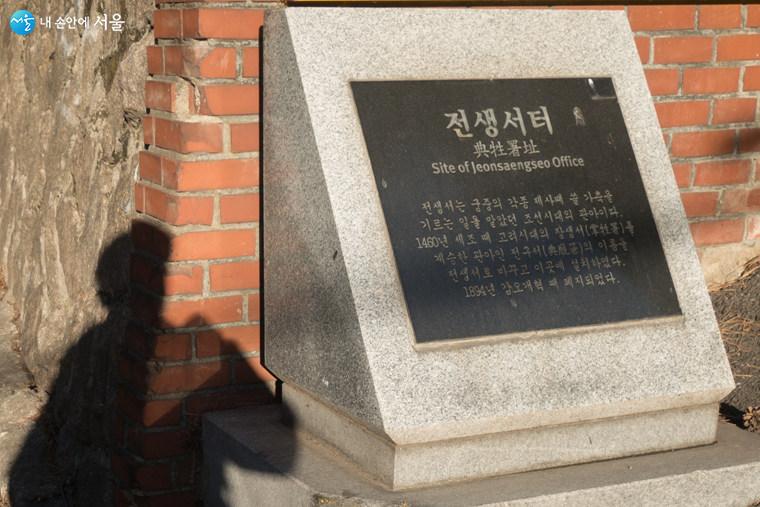 서울 내 손안에 서울
전생서터
典牲署址
Site of Jeonsaengseo Office
전생서는 궁중의 각종 제사때 쓸 가축을
기르는 일을 맡았던 조선시대의 관아이다.
1460년 세조 때 고려시대의 장생서(掌牲署)를
계승한 관아인 전구서(典廐署)의 이름을
전생서로 바꾸고 이곳에 설치하였다.
1894년 갑오개혁 때 폐지되었다.